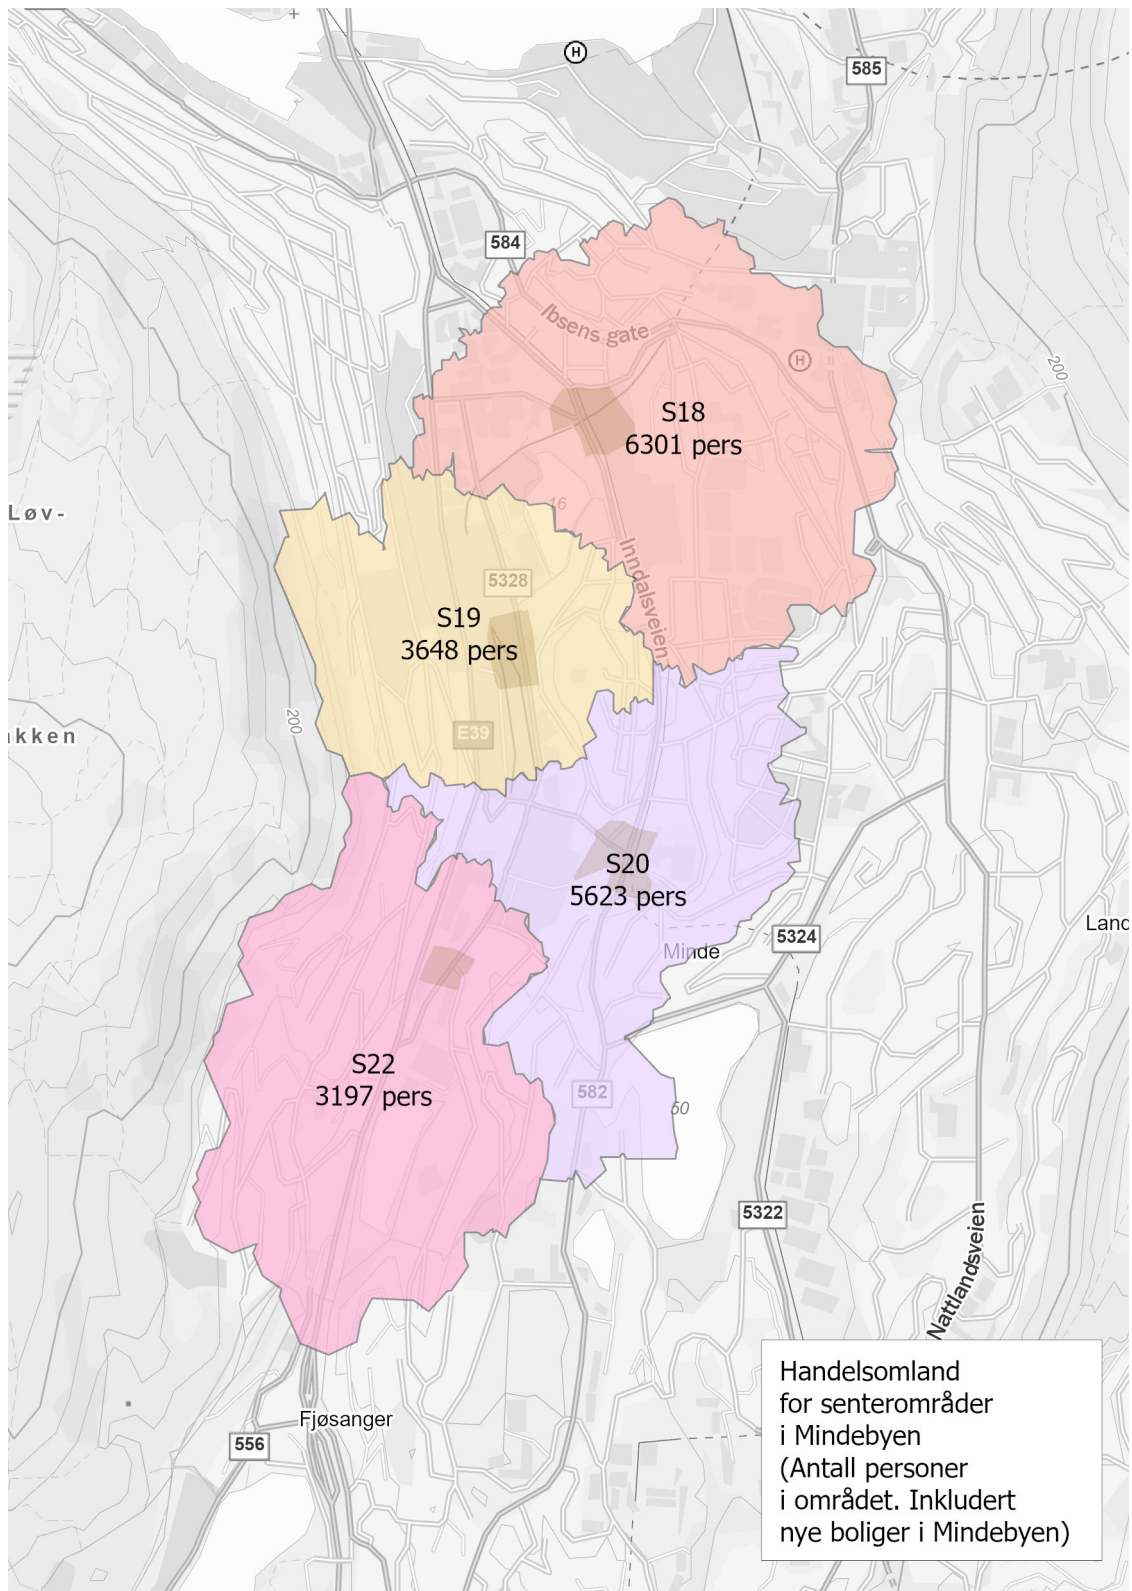 H
585
584
Ibsens gate
H
200
S18
6301 pers
Løv-
16
5328
Inndalsveien
S19
3648 pers
200
E39
akken
S20
5623 pers
Land
5324
Minde
S22
3197 pers
582
50
5322
Nattlandsveien
Fjøsanger
556
Handelsomland
for senterområder
i Mindebyen
(Antall personer
i området. Inkludert
nye boliger i Mindebyen)